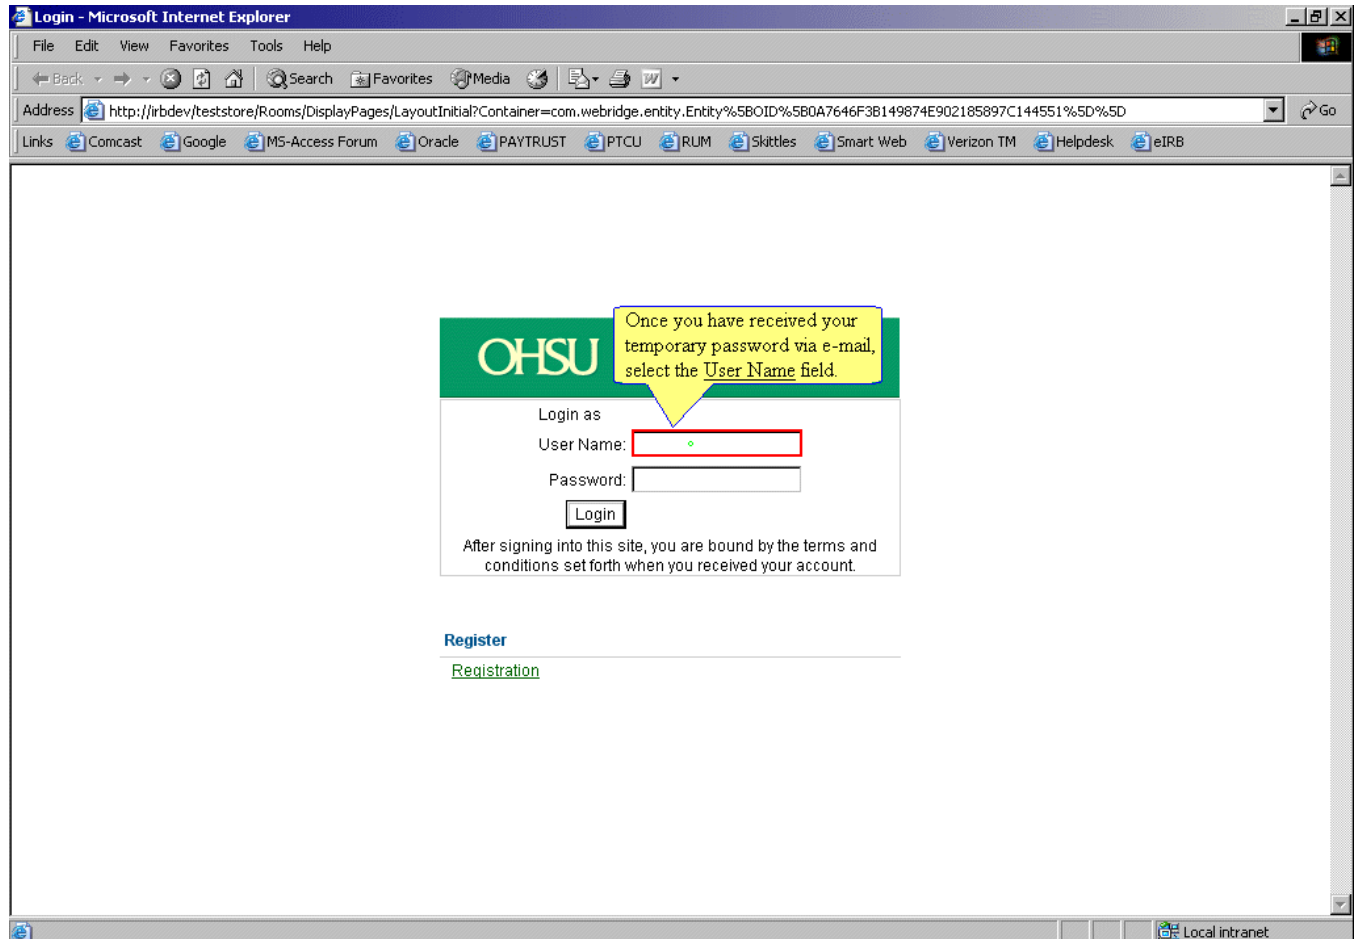 Login - Microsoft Internet Explorer
File Edit View Favorites Tools Help
Back Search Favorites Media
Address http://irbdev/teststore/Rooms/DisplayPages/LayoutInitial?Container=com.webridge.entity.Entity%5BOID%5B0A7646F3B149874E902185897C144551%5D%5D Go
Links Comcast Google MS-Access Forum Oracle PAYTRUST PTCU RUM Skittles Smart Web Verizon TM Helpdesk eIRB
OHSU
Once you have received your
temporary password via e-mail,
select the User Name field.
Login as
User Name:
Password:
Login
After signing into this site, you are bound by the terms and
conditions set forth when you received your account.
Register
Registration
Local intranet